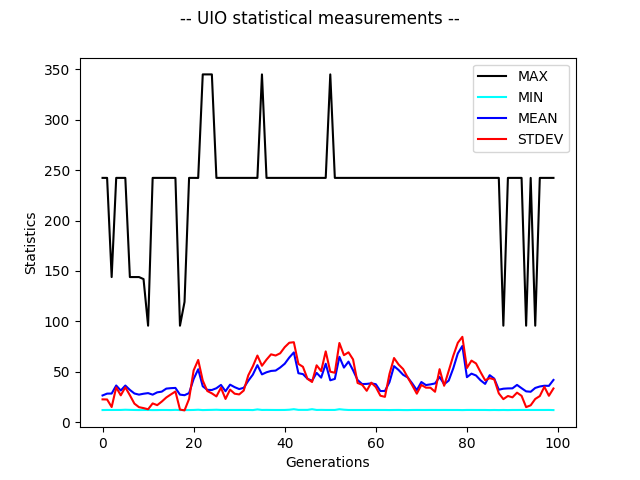 -- UIO statistical measurements --
350
300
250
200
150
100
50
0
Statistics
MAX
MIN
MEAN
STDEV
0
20
40
60
80
100
Generations